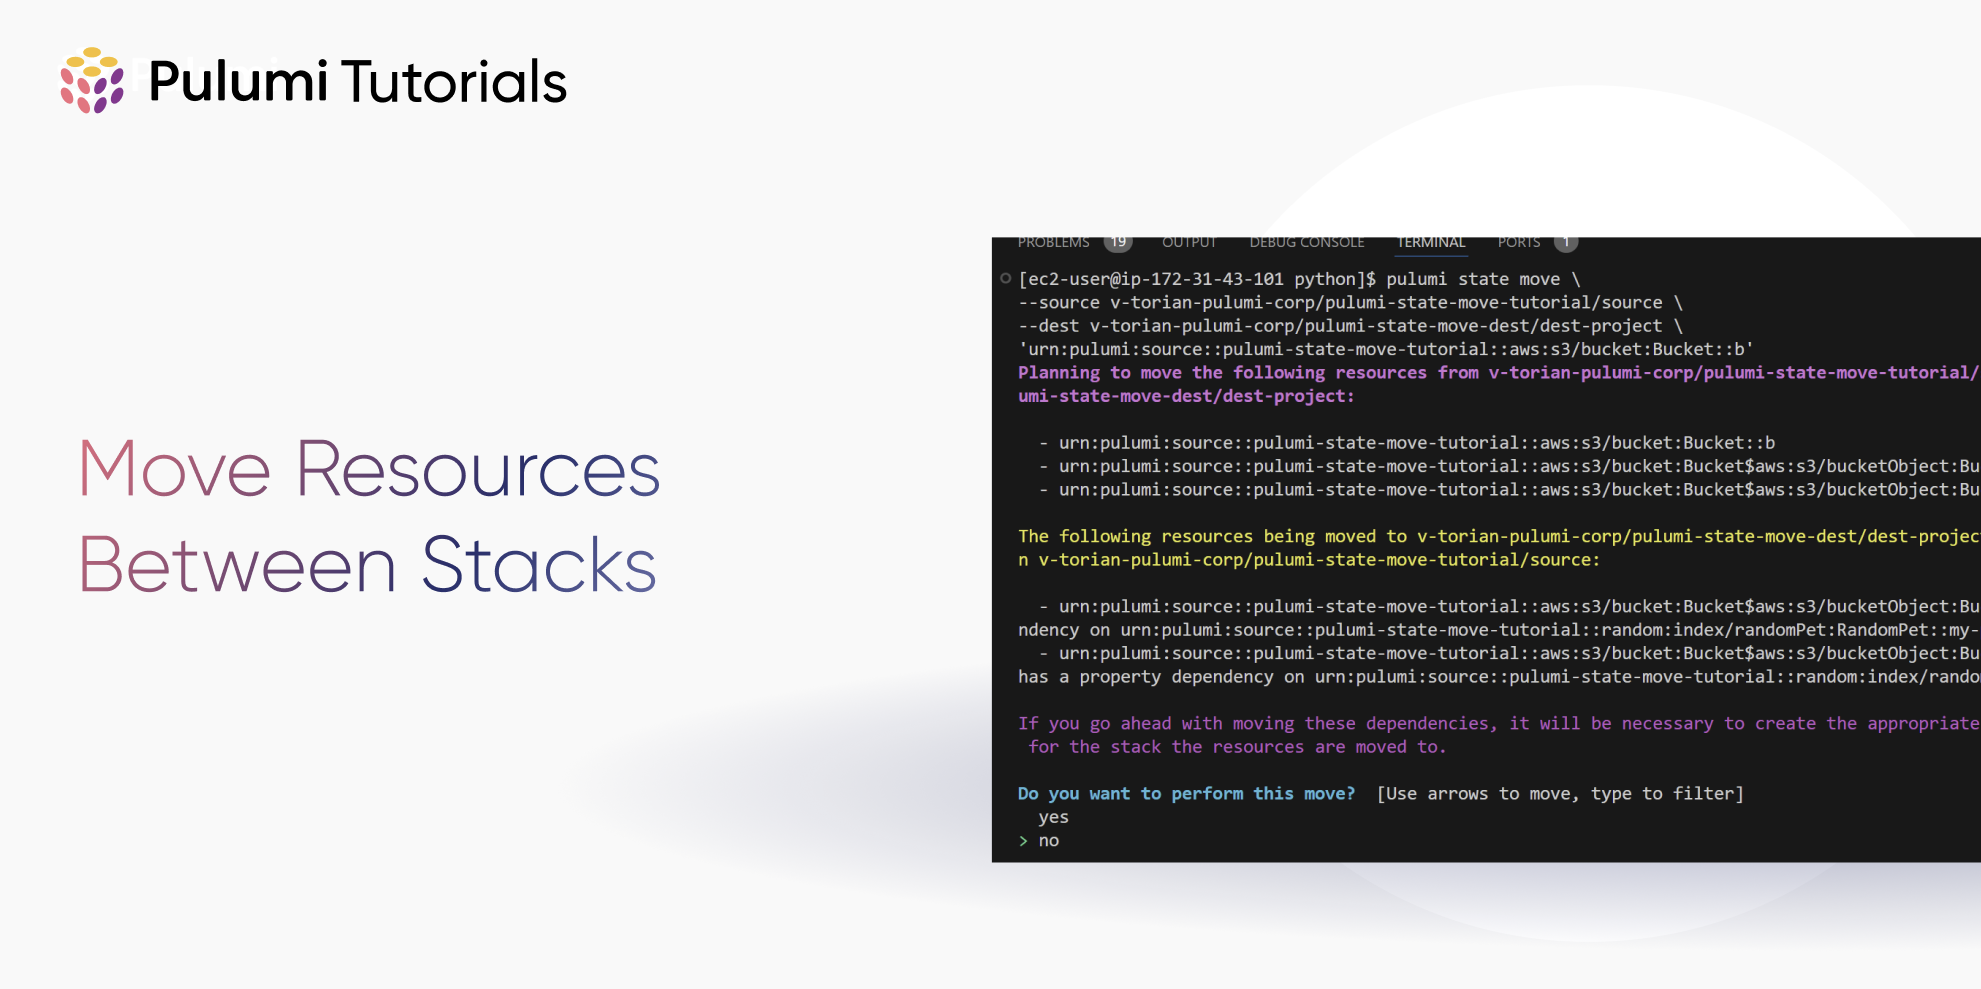 Pulumi Tutorials
Move Resources
Between Stacks
PROBLEMS 19 OUTPUT DEBUG CONSOLE TERMINAL PORTS 1
[ec2-user@ip-172-31-43-101 python]$ pulumi state move \
--source v-torian-pulumi-corp/pulumi-state-move-tutorial/source \
--dest v-torian-pulumi-corp/pulumi-state-move-dest/dest-project \
'urn:pulumi:source::pulumi-state-move-tutorial::aws:s3/bucket:Bucket::b'
Planning to move the following resources from v-torian-pulumi-corp/pulumi-state-move-tutorial/
umi-state-move-dest/dest-project:
- urn:pulumi:source::pulumi-state-move-tutorial::aws:s3/bucket:Bucket::b
- urn:pulumi:source::pulumi-state-move-tutorial::aws:s3/bucket:Bucket$aws:s3/bucketObject:Bu
- urn:pulumi:source::pulumi-state-move-tutorial::aws:s3/bucket:Bucket$aws:s3/bucketObject:Bu
The following resources being moved to v-torian-pulumi-corp/pulumi-state-move-dest/dest-project
n v-torian-pulumi-corp/pulumi-state-move-tutorial/source:
- urn:pulumi:source::pulumi-state-move-tutorial::aws:s3/bucket:Bucket$aws:s3/bucketObject:Bu
ndency on urn:pulumi:source::pulumi-state-move-tutorial::random:index/randomPet:RandomPet::my-
- urn:pulumi:source::pulumi-state-move-tutorial::aws:s3/bucket:Bucket$aws:s3/bucketObject:Bu
has a property dependency on urn:pulumi:source::pulumi-state-move-tutorial::random:index/rando
If you go ahead with moving these dependencies, it will be necessary to create the appropriate
for the stack the resources are moved to.
Do you want to perform this move? [Use arrows to move, type to filter]
yes
> no